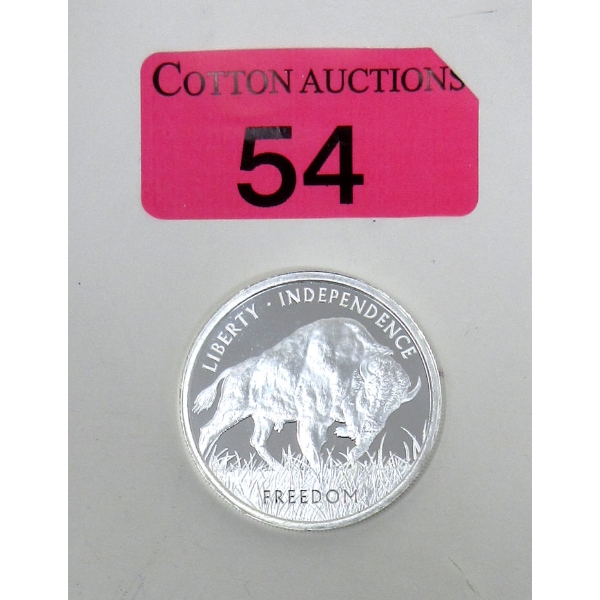 COTTON AUCTIONS
54
LIBERTY · INDEPENDENCE
FREEDOM